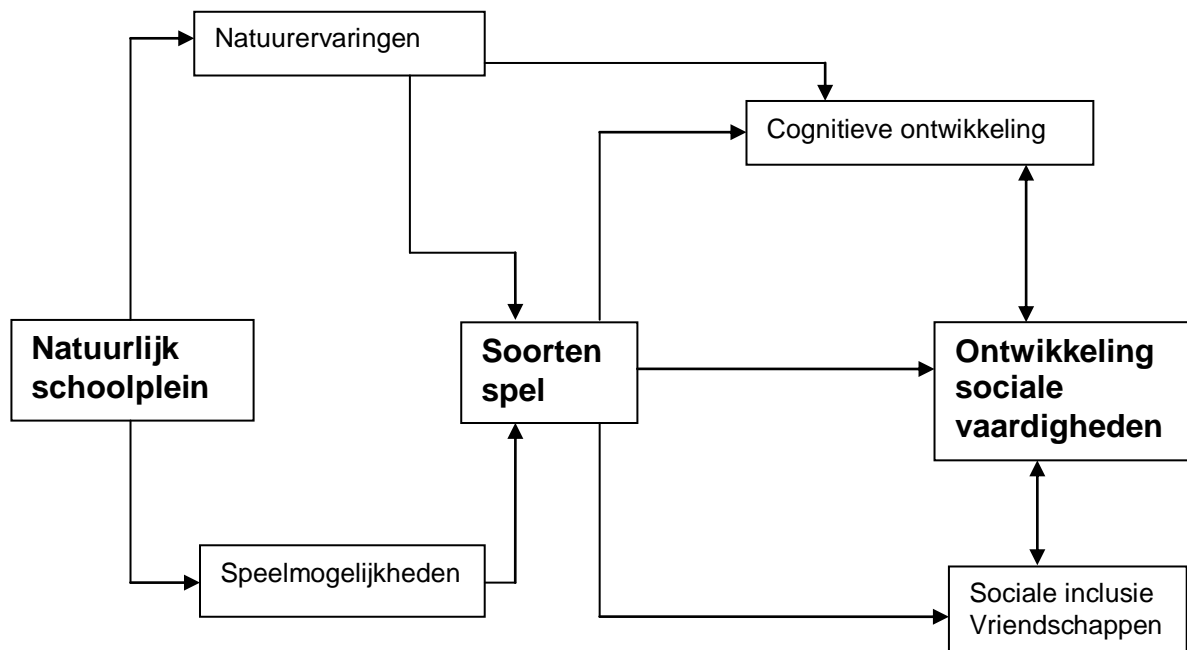 Natuurervaringen
Cognitieve ontwikkeling
Natuurlijk
schoolplein
Soorten
spel
Ontwikkeling
sociale
vaardigheden
Speelmogelijkheden
Sociale inclusie
Vriendschappen